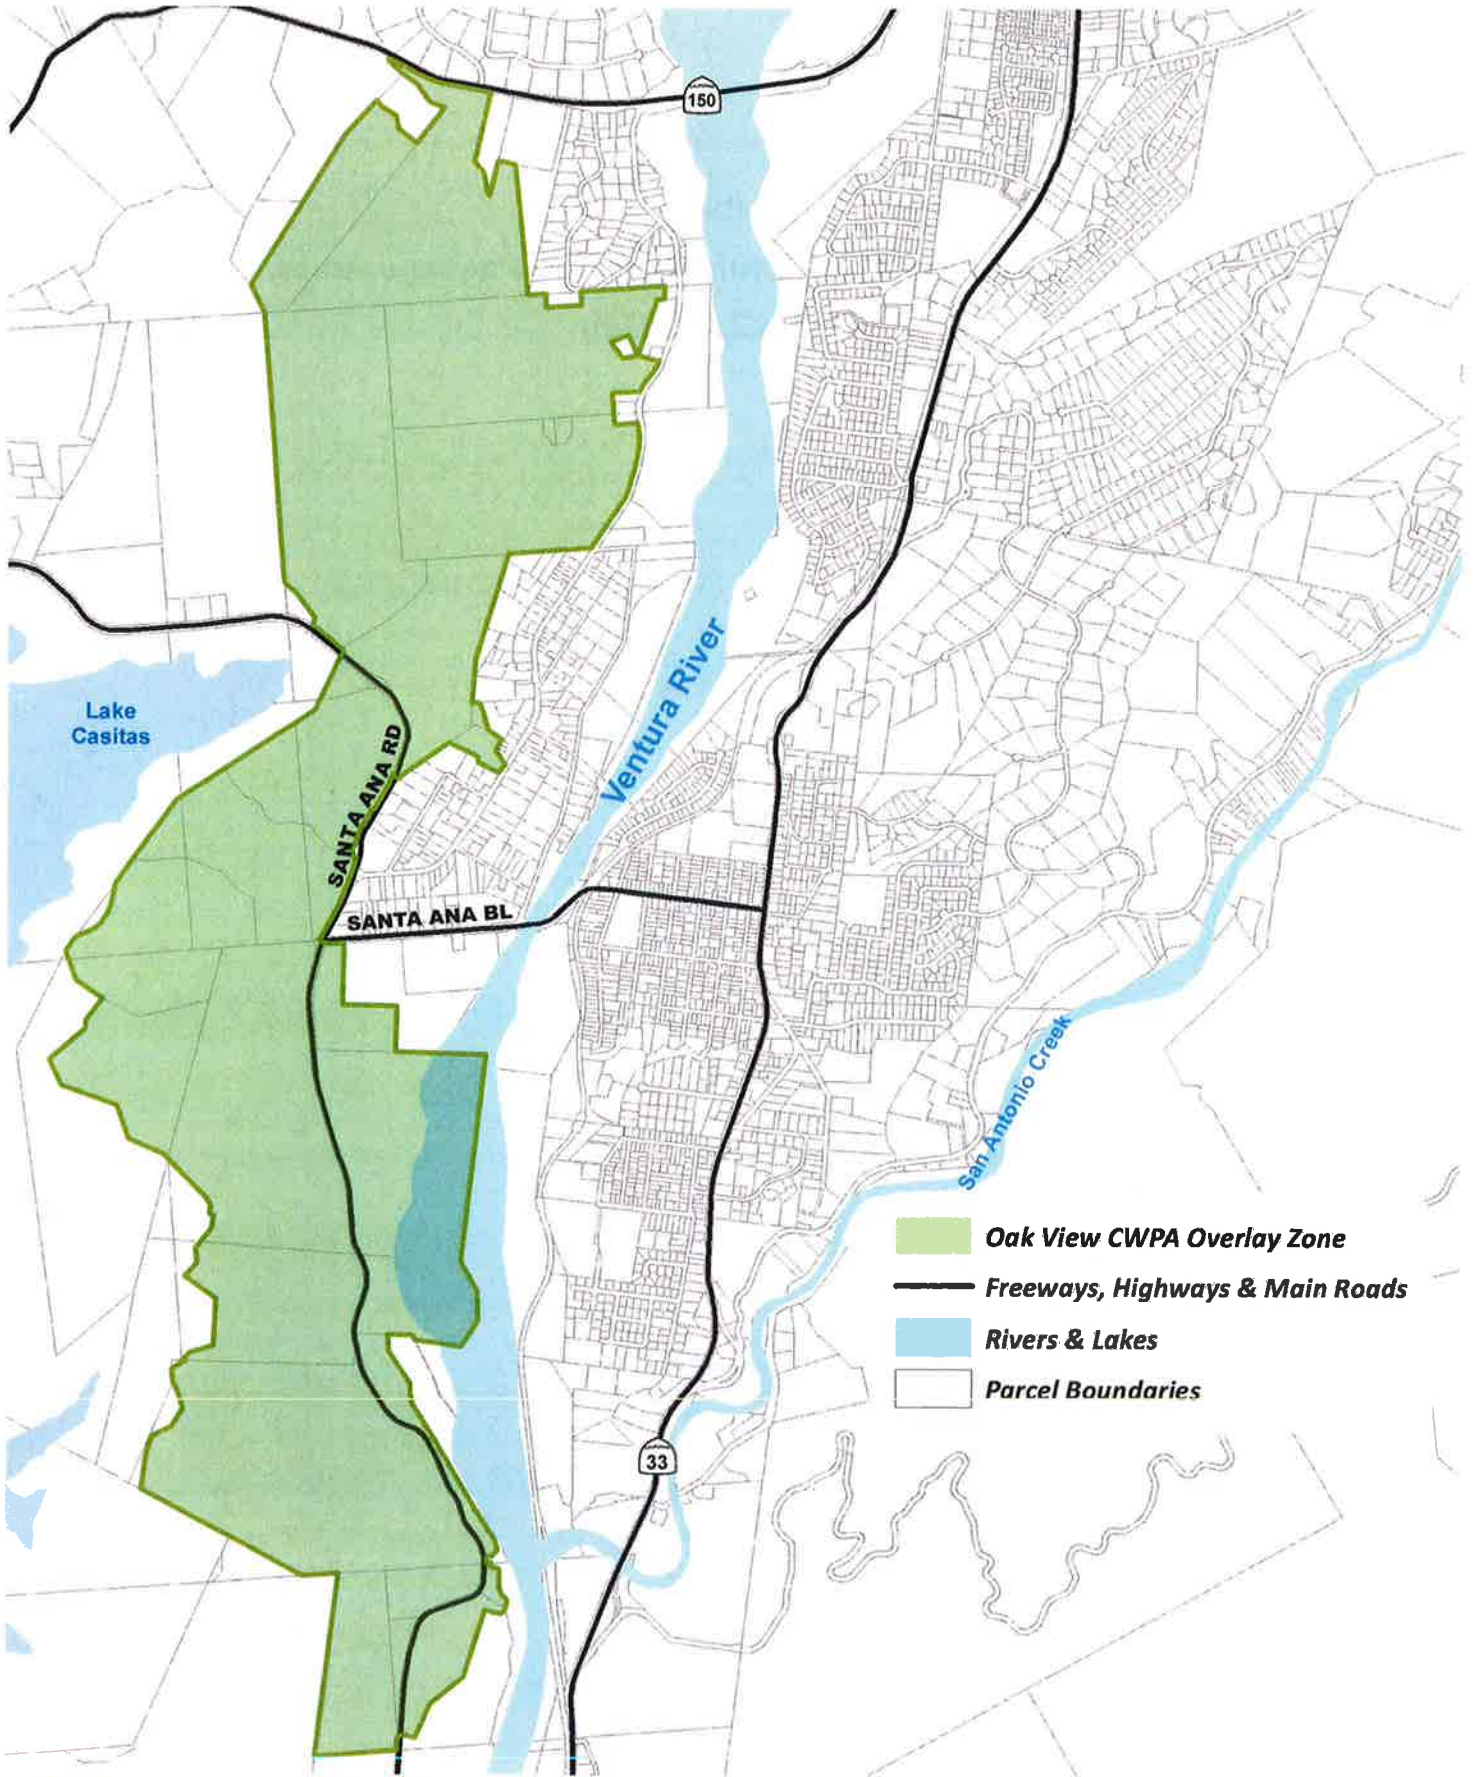 150
Lake
Casitas
Ventura River
SANTA ANA RD
SANTA ANA BL
San Antonio Creek
Oak View CWPA Overlay Zone
Freeways, Highways & Main Roads
Rivers & Lakes
Parcel Boundaries
33